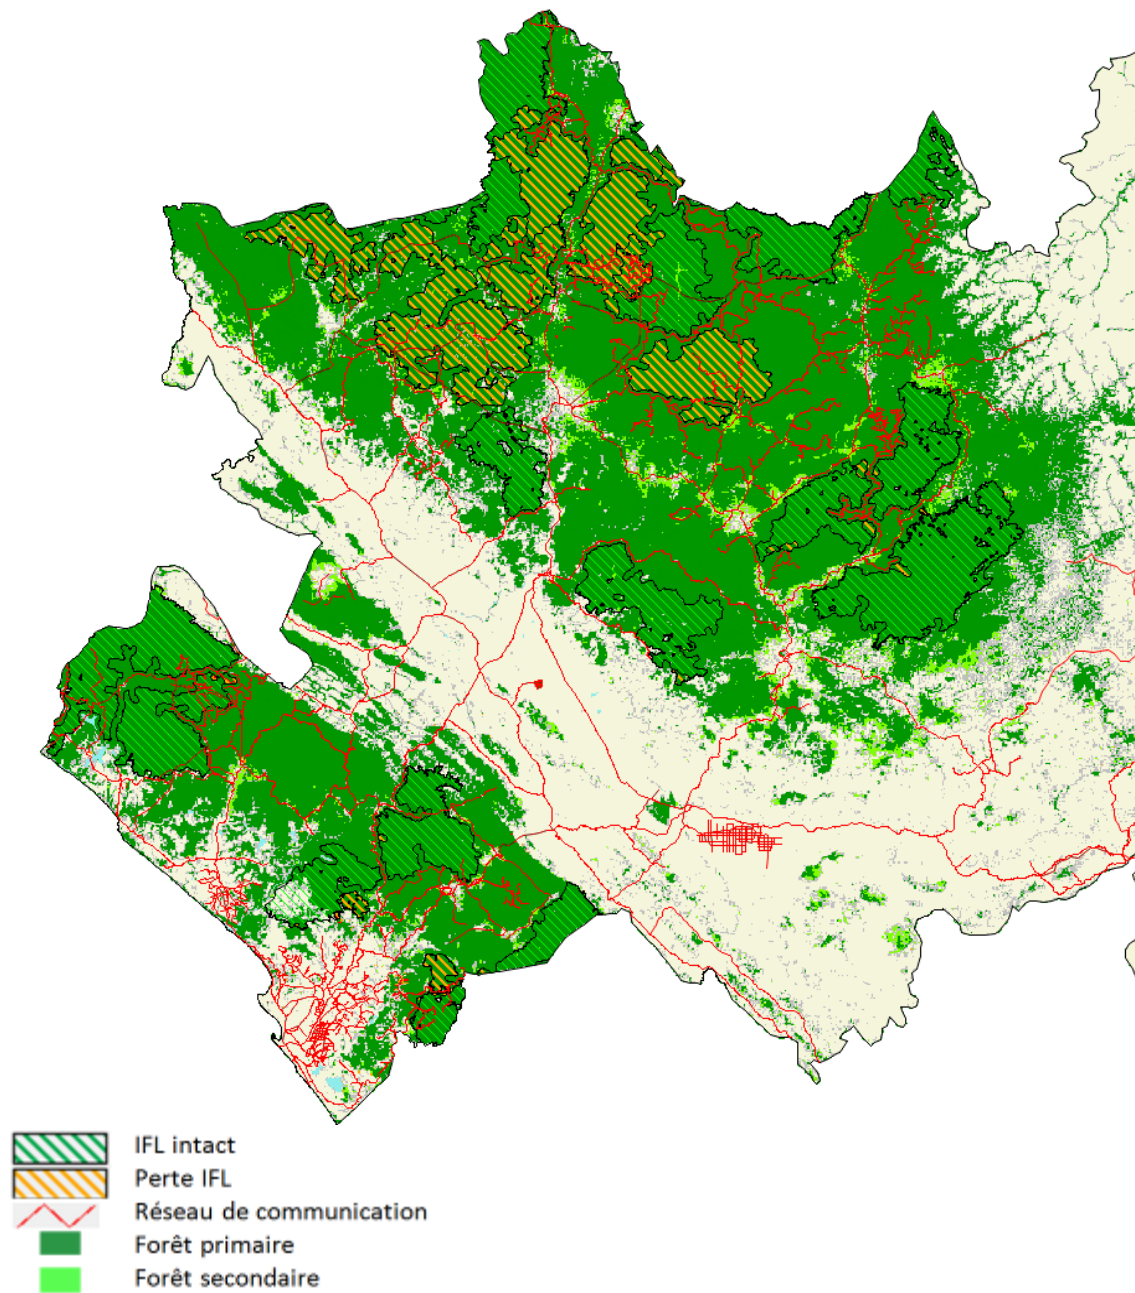 IFL intact
Perte IFL
Réseau de communication
Forêt primaire
Forêt secondaire